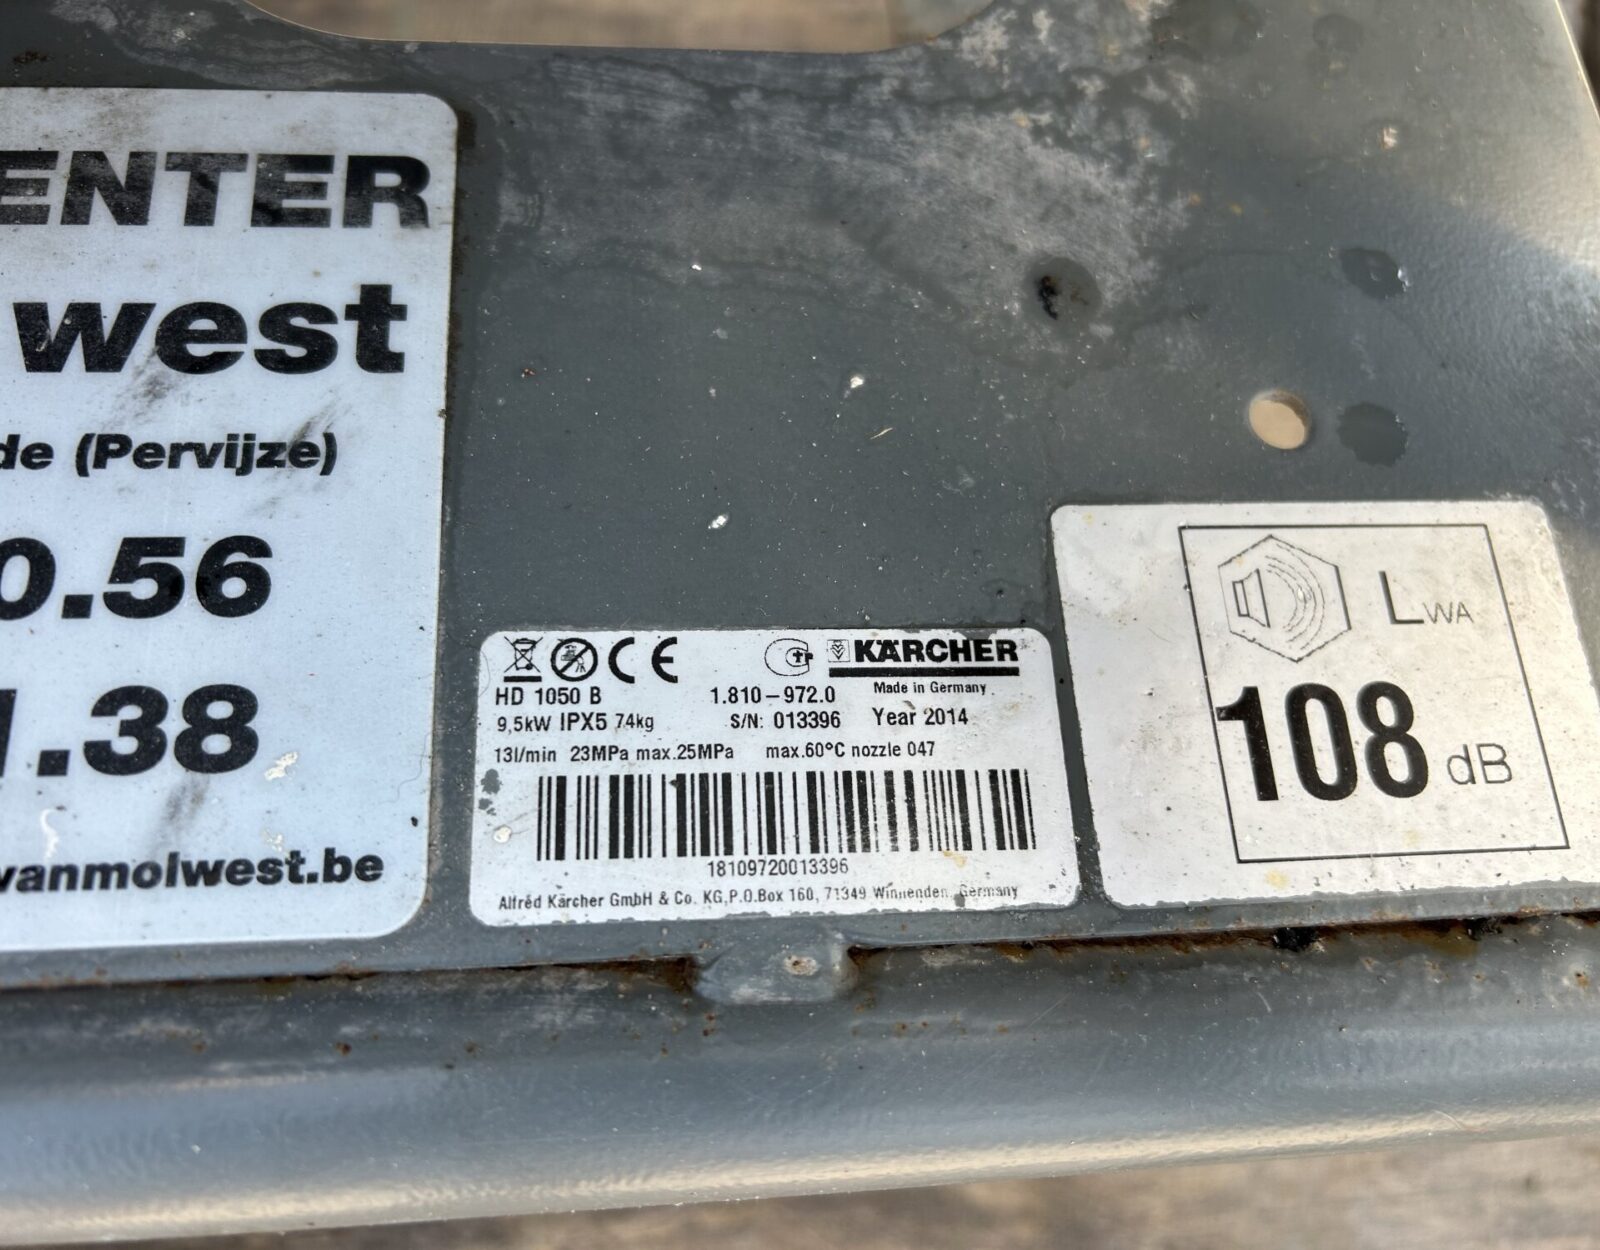 ENTER
west
de (Pervijze)
0.56
1.38
vanmolwest.be
CE KÄRCHER
HD 1050 B 1.810-972.0 Made in Germany
9,5kW IPX5 74kg S/N: 013396 Year 2014
13l/min 23MPa max.25MPa max.60°C nozzle 047
18109720013396
Alfred Kärcher GmbH & Co. KG,P.O.Box 160, 71349 Winnenden, Germany
LWA
108 dB